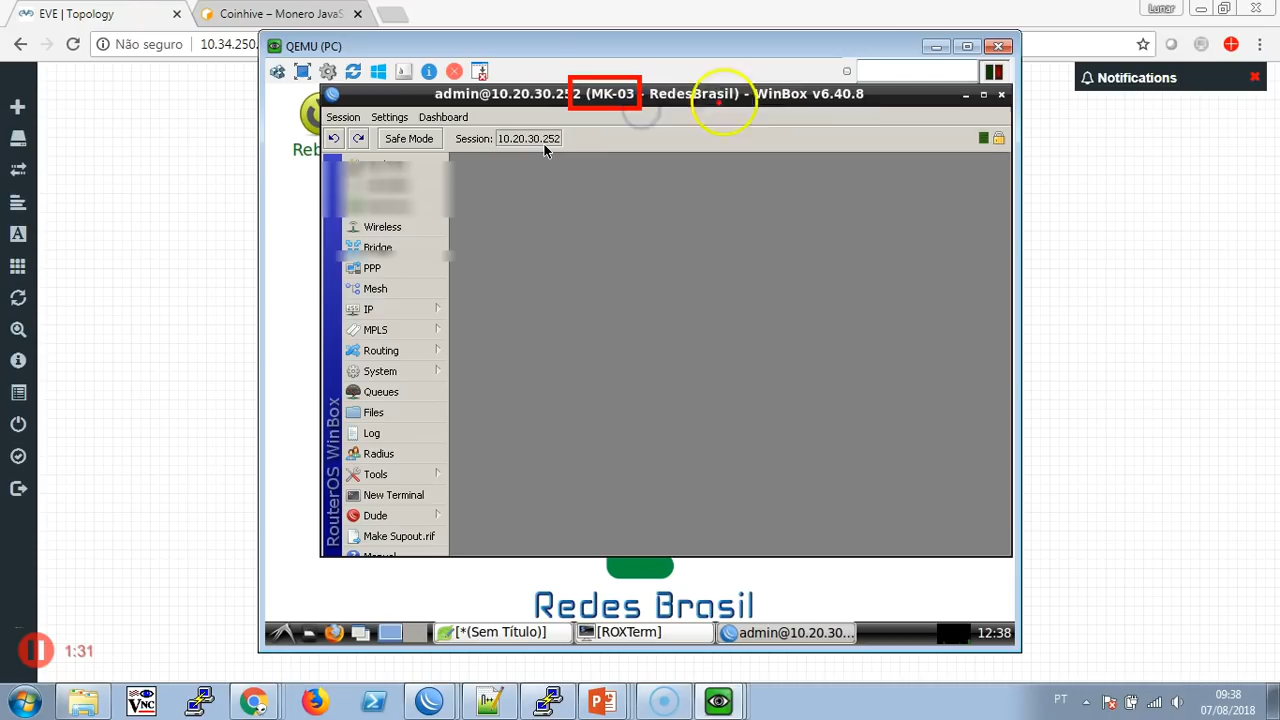 EVE | Topology
Coinhive – Monero JavaS
Lunar
Não seguro
10.34.250.
QEMU (PC)
Notifications
admin@10.20.30.252 (MK-03 - RedesBrasil) - WinBox v6.40.8
Session Settings Dashboard
Safe Mode
Session: 10.20.30.252
Reb
Wireless
Bridge
PPP
Mesh
IP
MPLS
Routing
System
Queues
Files
Log
Radius
Tools
New Terminal
Dude
Make Supout.rif
Manual
RouterOS WinBox
Redes Brasil
[*(Sem Título)]
[ROXTerm]
admin@10.20.30...
12:38
1:31
PT
09:38
07/08/2018